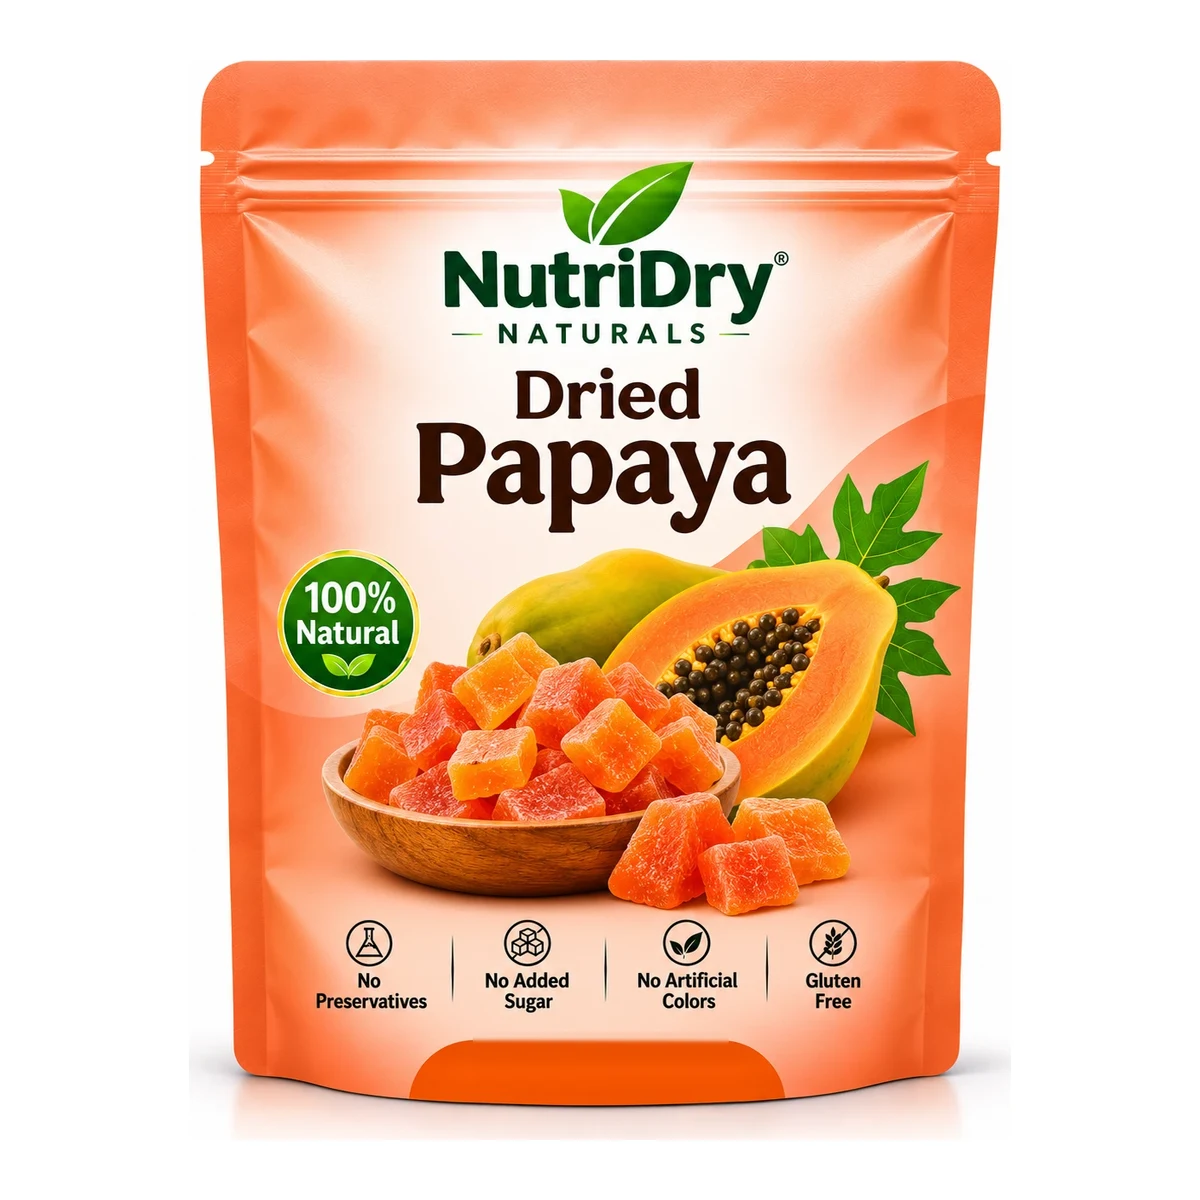 NutriDry®
NATURALS
Dried
Papaya
100%
Natural
No
Preservatives
No Added
Sugar
No Artificial
Colors
Gluten
Free